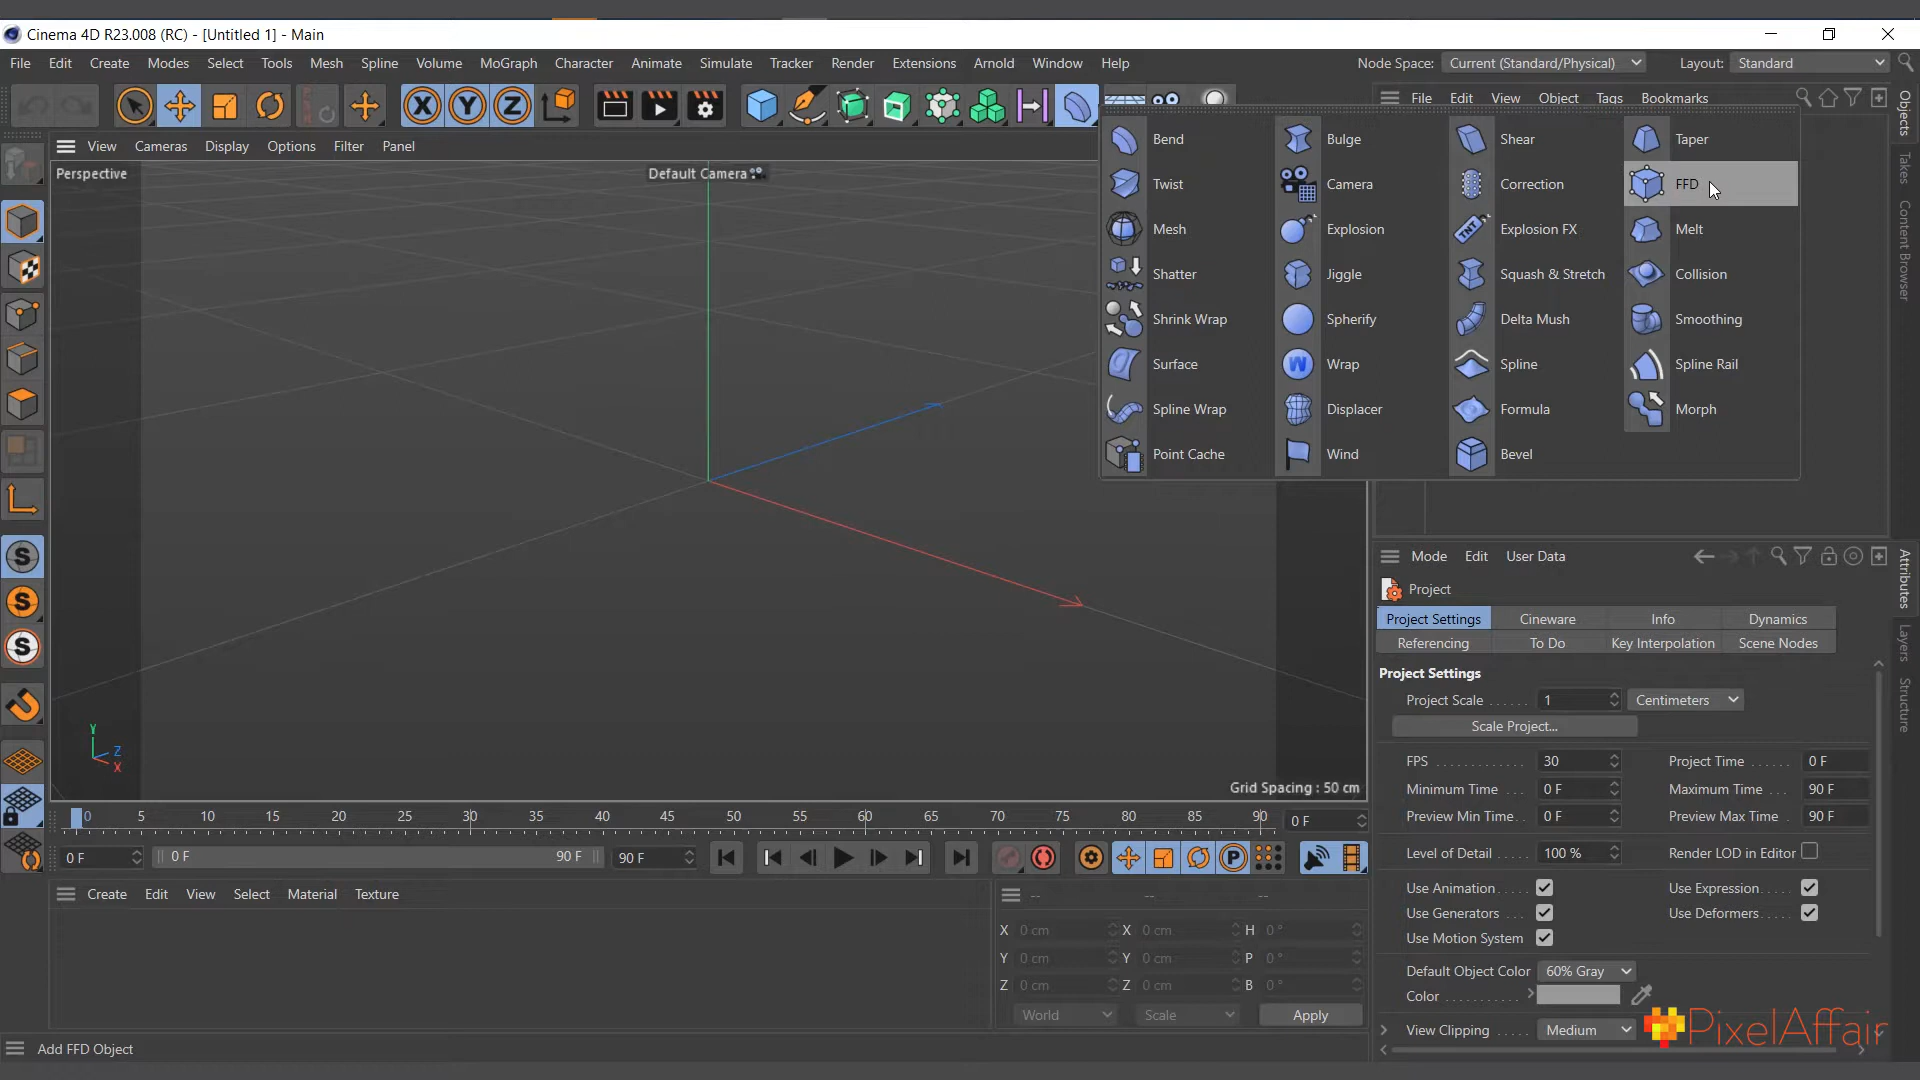 Cinema 4D R23.008 (RC) - [Untitled 1] - Main
File Edit Create Modes Select Tools Mesh Spline Volume MoGraph Character Animate Simulate Tracker Render Extensions Arnold Window Help
Node Space: Current (Standard/Physical) Layout: Standard
X Y Z
File Edit View Object Tags Bookmarks
View Cameras Display Options Filter Panel
Perspective
Default Camera
Bend Bulge Shear Taper
Twist Camera Correction FFD
Mesh Explosion TNT Explosion FX Melt
Shatter Jiggle Squash & Stretch Collision
Shrink Wrap Spherify Delta Mush Smoothing
Surface W Wrap Spline Spline Rail
Spline Wrap Displacer Formula Morph
Point Cache Wind Bevel
Objects
Takes
Content Browser
Attributes
Layers
Structure
S
S
S
Mode Edit User Data
Project
Project Settings Cineware Info Dynamics
Referencing To Do Key Interpolation Scene Nodes
Project Settings
Project Scale ...... 1 Centimeters
Scale Project...
FPS ............ 30 Project Time ...... 0 F
Minimum Time ... 0 F Maximum Time ... 90 F
Preview Min Time. 0 F Preview Max Time . 90 F
Level of Detail ..... 100 % Render LOD in Editor
Use Animation .... Use Expression.....
Use Generators ... Use Deformers.....
Use Motion System
Default Object Color 60% Gray
Color ...........
View Clipping ..... Medium
PixelAffair
Y
Z
X
Grid Spacing : 50 cm
0 5 10 15 20 25 30 35 40 45 50 55 60 65 70 75 80 85 90 0 F
0 F 0 F 90 F 90 F P
Create Edit View Select Material Texture
-- -- --
X 0 cm X 0 cm H 0 °
Y 0 cm Y 0 cm P 0 °
Z 0 cm Z 0 cm B 0 °
World Scale Apply
Add FFD Object